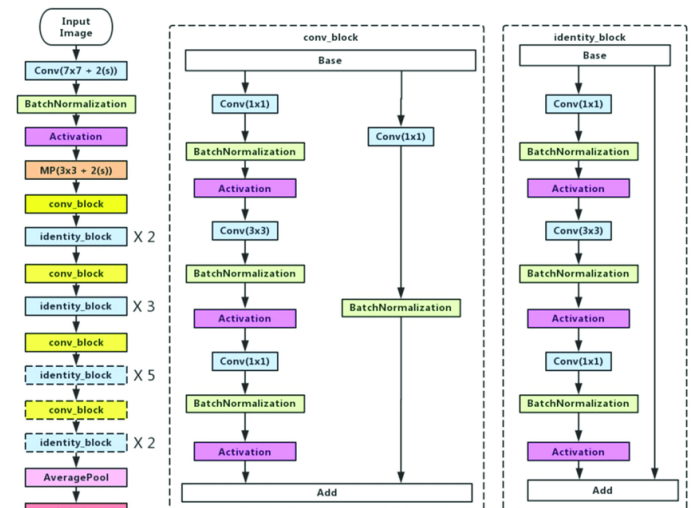 Input
Image
Conv(7x7 + 2(s))
BatchNormalization
Activation
MP(3x3 + 2(s))
conv_block
identity_block X 2
conv_block
identity_block X 3
conv_block
identity_block X 5
conv_block
identity_block X 2
AveragePool
conv_block
Base
Conv(1x1)
BatchNormalization
Activation
Conv(3x3)
BatchNormalization
Activation
Conv(1x1)
BatchNormalization
Activation
Conv(1x1)
BatchNormalization
Add
identity_block
Base
Conv(1x1)
BatchNormalization
Activation
Conv(3x3)
BatchNormalization
Activation
Conv(1x1)
BatchNormalization
Activation
Add